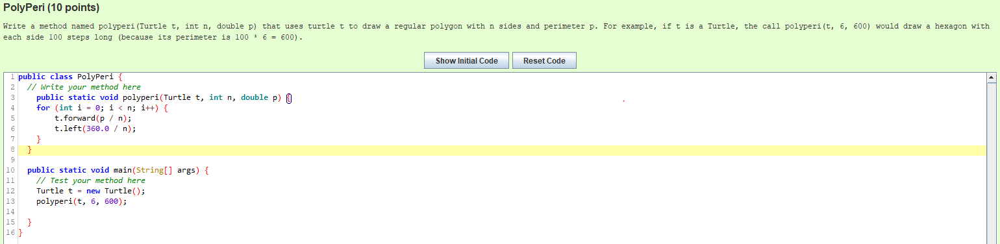 PolyPeri (10 points)
Write a method named polyperi(Turtle t, int n, double p) that uses turtle t to draw a regular polygon with n sides and perimeter p. For example, if t is a Turtle, the call polyperi(t, 6, 600) would draw a hexagon with
each side 100 steps long (because its perimeter is 100 * 6 = 600).
Show Initial Code Reset Code
1 public class PolyPeri {
2 // Write your method here
3 public static void polyperi(Turtle t, int n, double p) {
4 for (int i = 0; i < n; i++) {
5 t.forward(p / n);
6 t.left(360.0 / n);
7 }
8 }
9
10 public static void main(String[] args) {
11 // Test your method here
12 Turtle t = new Turtle();
13 polyperi(t, 6, 600);
14
15 }
16 }